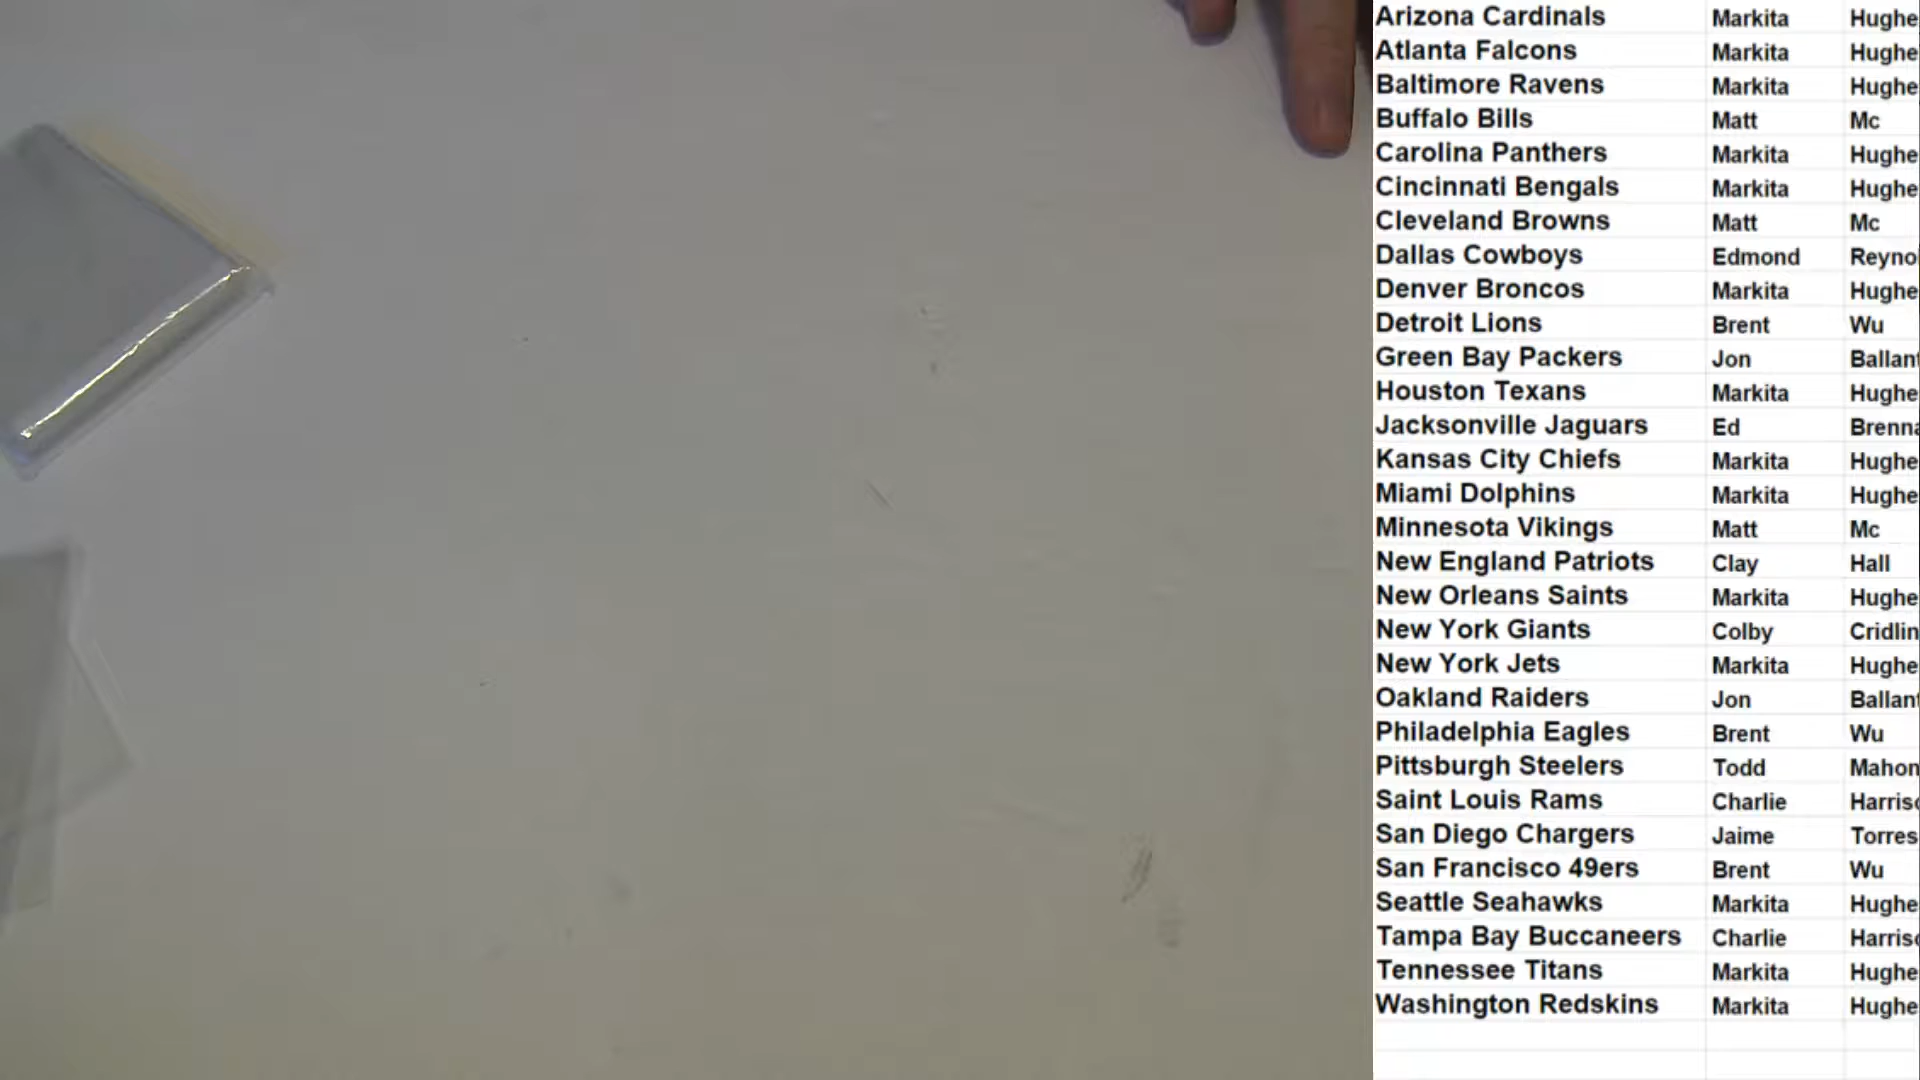 Arizona Cardinals Markita Hughe
Atlanta Falcons Markita Hughe
Baltimore Ravens Markita Hughe
Buffalo Bills Matt Mc
Carolina Panthers Markita Hughe
Cincinnati Bengals Markita Hughe
Cleveland Browns Matt Mc
Dallas Cowboys Edmond Reynol
Denver Broncos Markita Hughe
Detroit Lions Brent Wu
Green Bay Packers Jon Ballant
Houston Texans Markita Hughe
Jacksonville Jaguars Ed Brenna
Kansas City Chiefs Markita Hughe
Miami Dolphins Markita Hughe
Minnesota Vikings Matt Mc
New England Patriots Clay Hall
New Orleans Saints Markita Hughe
New York Giants Colby Cridlin
New York Jets Markita Hughe
Oakland Raiders Jon Ballant
Philadelphia Eagles Brent Wu
Pittsburgh Steelers Todd Mahon
Saint Louis Rams Charlie Harriso
San Diego Chargers Jaime Torres
San Francisco 49ers Brent Wu
Seattle Seahawks Markita Hughe
Tampa Bay Buccaneers Charlie Harriso
Tennessee Titans Markita Hughe
Washington Redskins Markita Hughe